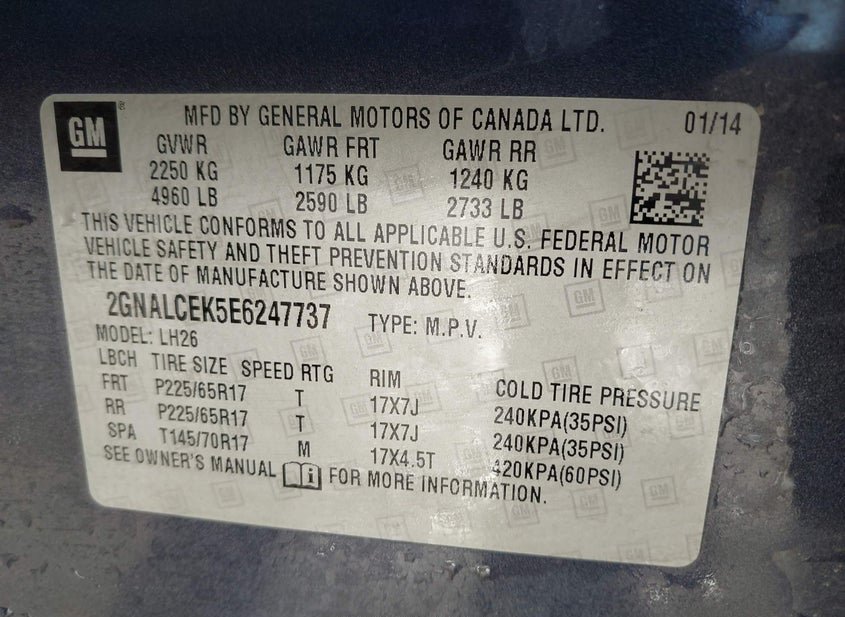 GM
MFD BY GENERAL MOTORS OF CANADA LTD. 01/14
GVWR GAWR FRT GAWR RR
2250 KG 1175 KG 1240 KG
4960 LB 2590 LB 2733 LB
THIS VEHICLE CONFORMS TO ALL APPLICABLE U.S. FEDERAL MOTOR
VEHICLE SAFETY AND THEFT PREVENTION STANDARDS IN EFFECT ON
THE DATE OF MANUFACTURE SHOWN ABOVE.
2GNALCEK5E6247737 TYPE: M.P.V.
MODEL: LH26
LBCH TIRE SIZE SPEED RTG RIM COLD TIRE PRESSURE
FRT P225/65R17 T 17X7J 240KPA(35PSI)
RR P225/65R17 T 17X7J 240KPA(35PSI)
SPA T145/70R17 M 17X4.5T 420KPA(60PSI)
SEE OWNER'S MANUAL i FOR MORE INFORMATION.